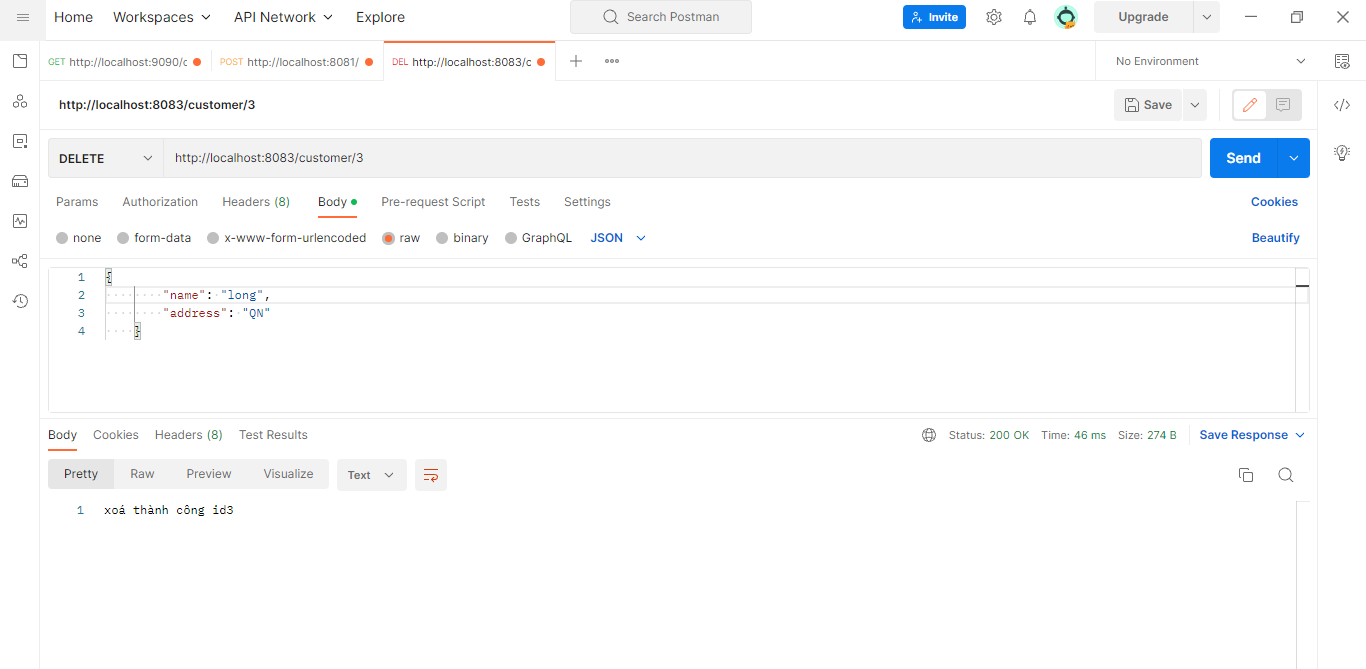 Home Workspaces API Network Explore Search Postman Invite Upgrade
GET http://localhost:9090/c POST http://localhost:8081/ DEL http://localhost:8083/c No Environment
http://localhost:8083/customer/3 Save
DELETE http://localhost:8083/customer/3 Send
Params Authorization Headers (8) Body Pre-request Script Tests Settings Cookies
none form-data x-www-form-urlencoded raw binary GraphQL JSON Beautify
1 {
2 "name": "long",
3 "address": "QN"
4 }
Body Cookies Headers (8) Test Results Status: 200 OK Time: 46 ms Size: 274 B Save Response
Pretty Raw Preview Visualize Text
1 xoá thành công id3